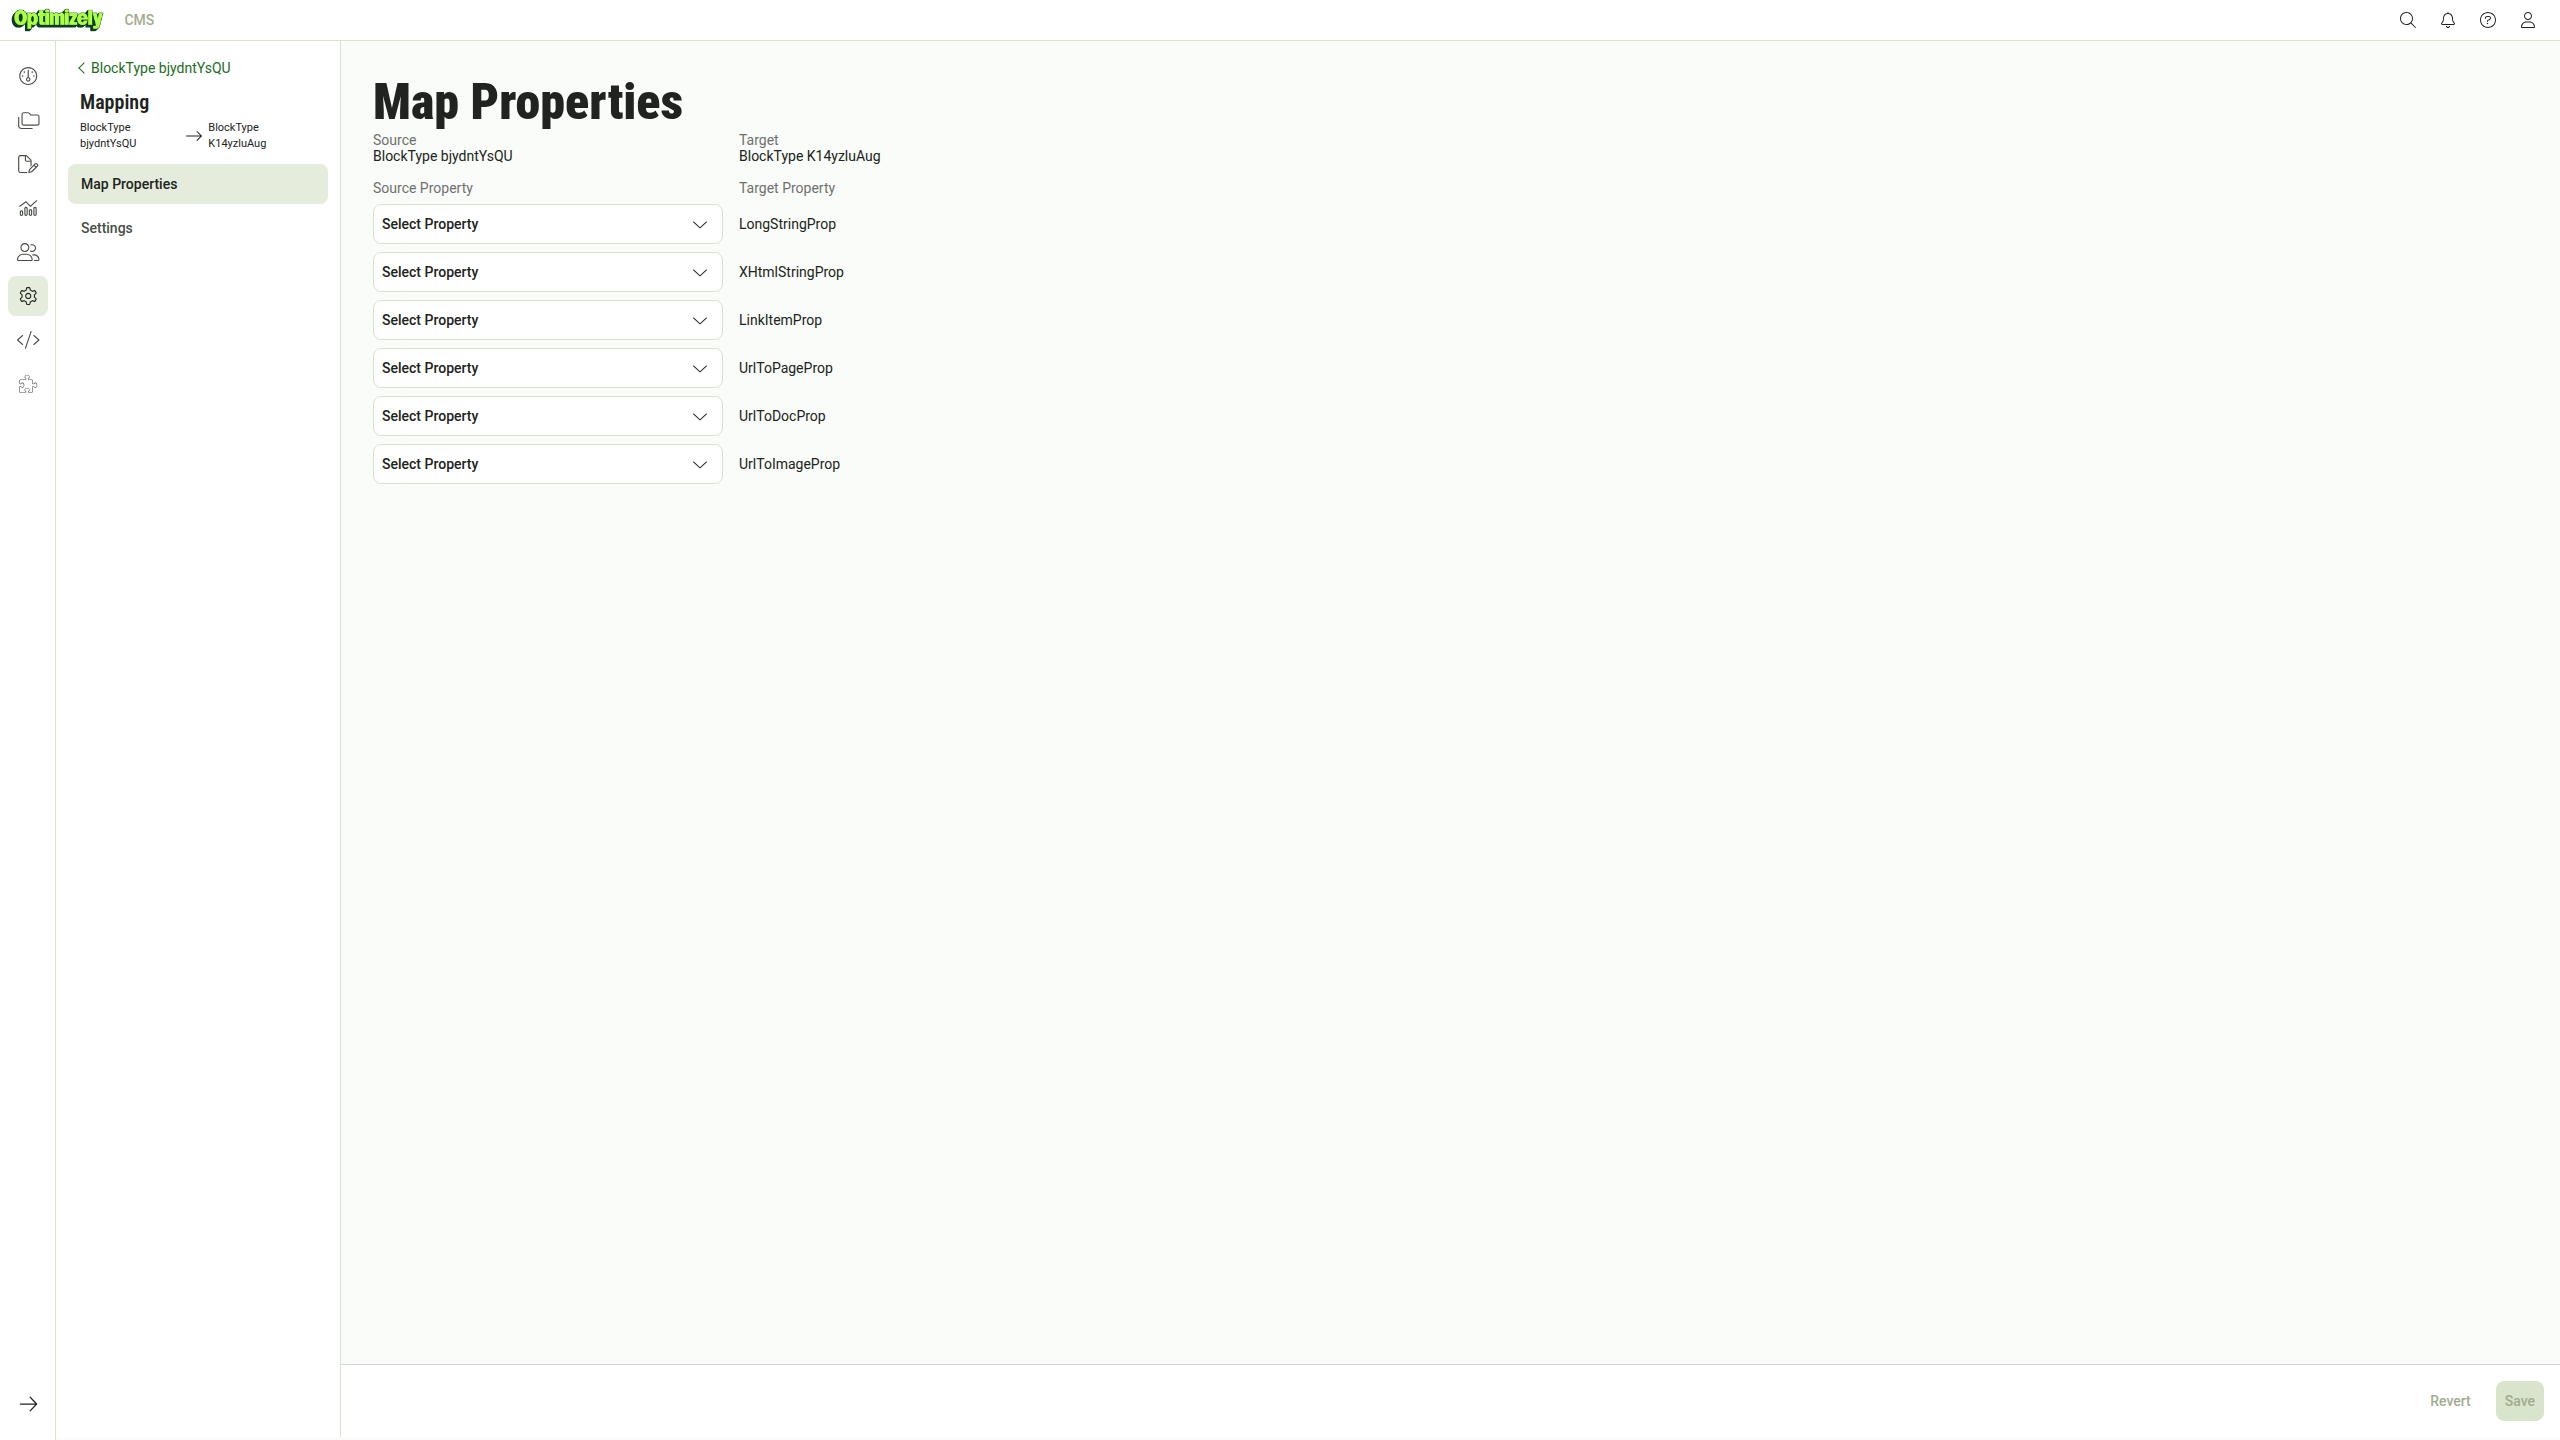 Optimizely CMS
BlockType bjydntYsQU
Mapping
BlockType
bjydntYsQU
BlockType
K14yzluAug
Map Properties
Settings
Map Properties
Source
BlockType bjydntYsQU
Target
BlockType K14yzluAug
Source Property Target Property
Select Property LongStringProp
Select Property XHtmlStringProp
Select Property LinkItemProp
Select Property UrlToPageProp
Select Property UrlToDocProp
Select Property UrlToImageProp
Revert Save